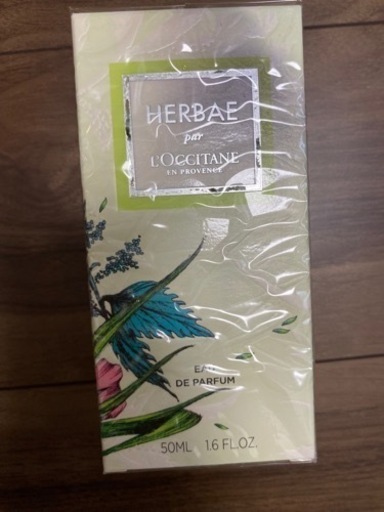 HERBAE
par
L'OCCITANE
EN PROVENCE
EAU
DE PARFUM
50ML 1.6 FL.OZ.